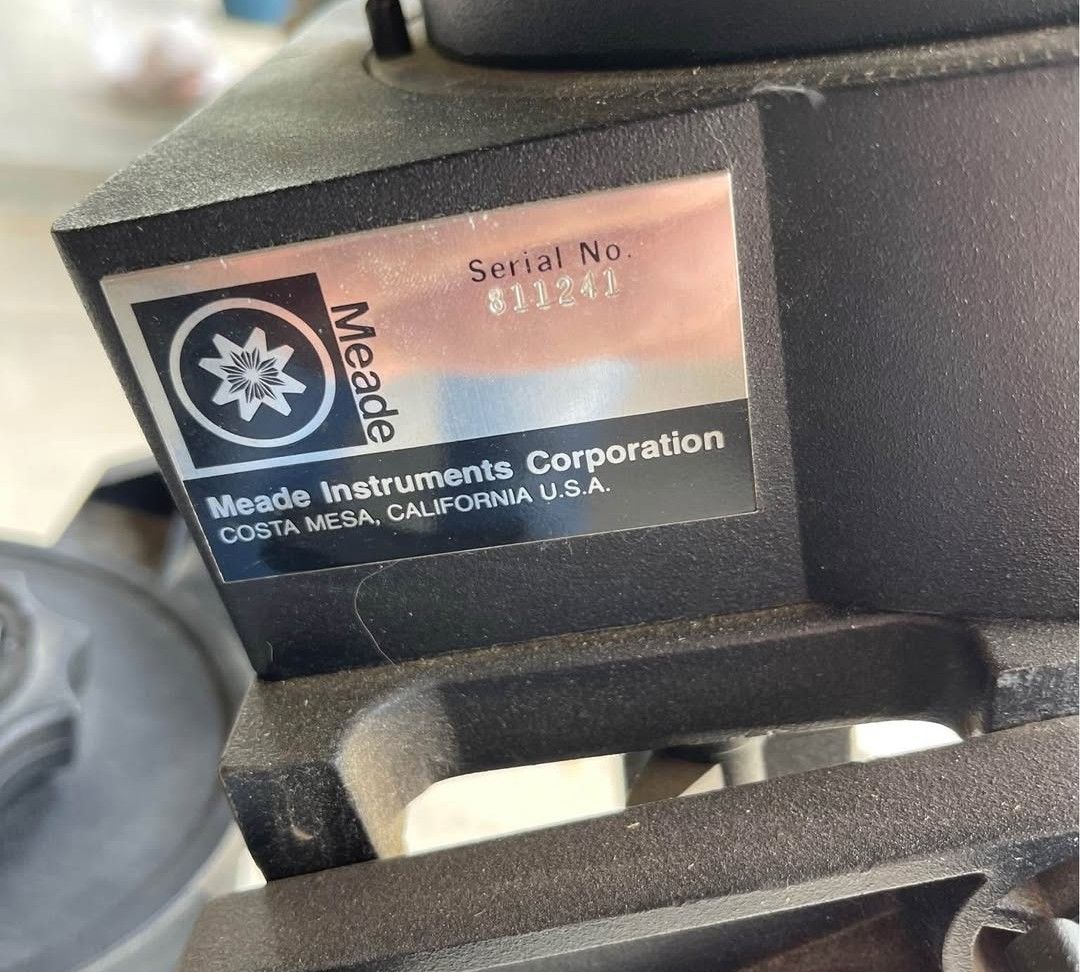 Serial No.
811241
Meade
Meade Instruments Corporation
COSTA MESA, CALIFORNIA U.S.A.